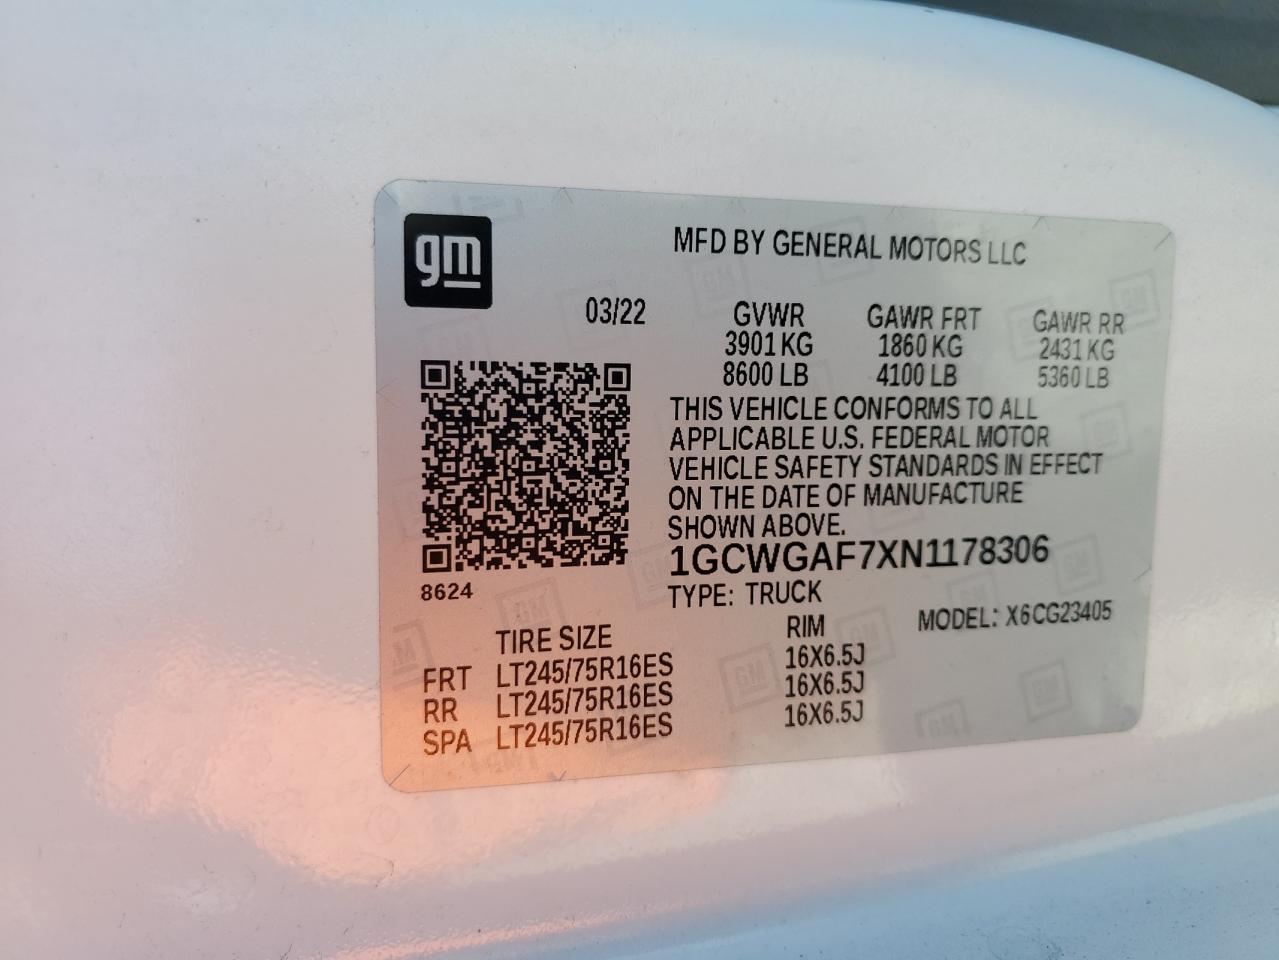 gm
MFD BY GENERAL MOTORS LLC
03/22 GVWR GAWR FRT GAWR RR
3901 KG 1860 KG 2431 KG
8600 LB 4100 LB 5360 LB
THIS VEHICLE CONFORMS TO ALL
APPLICABLE U.S. FEDERAL MOTOR
VEHICLE SAFETY STANDARDS IN EFFECT
ON THE DATE OF MANUFACTURE
SHOWN ABOVE.
1GCWGAF7XN1178306
8624
TYPE: TRUCK
MODEL: X6CG23405
TIRE SIZE RIM
FRT LT245/75R16ES 16X6.5J
RR LT245/75R16ES 16X6.5J
SPA LT245/75R16ES 16X6.5J